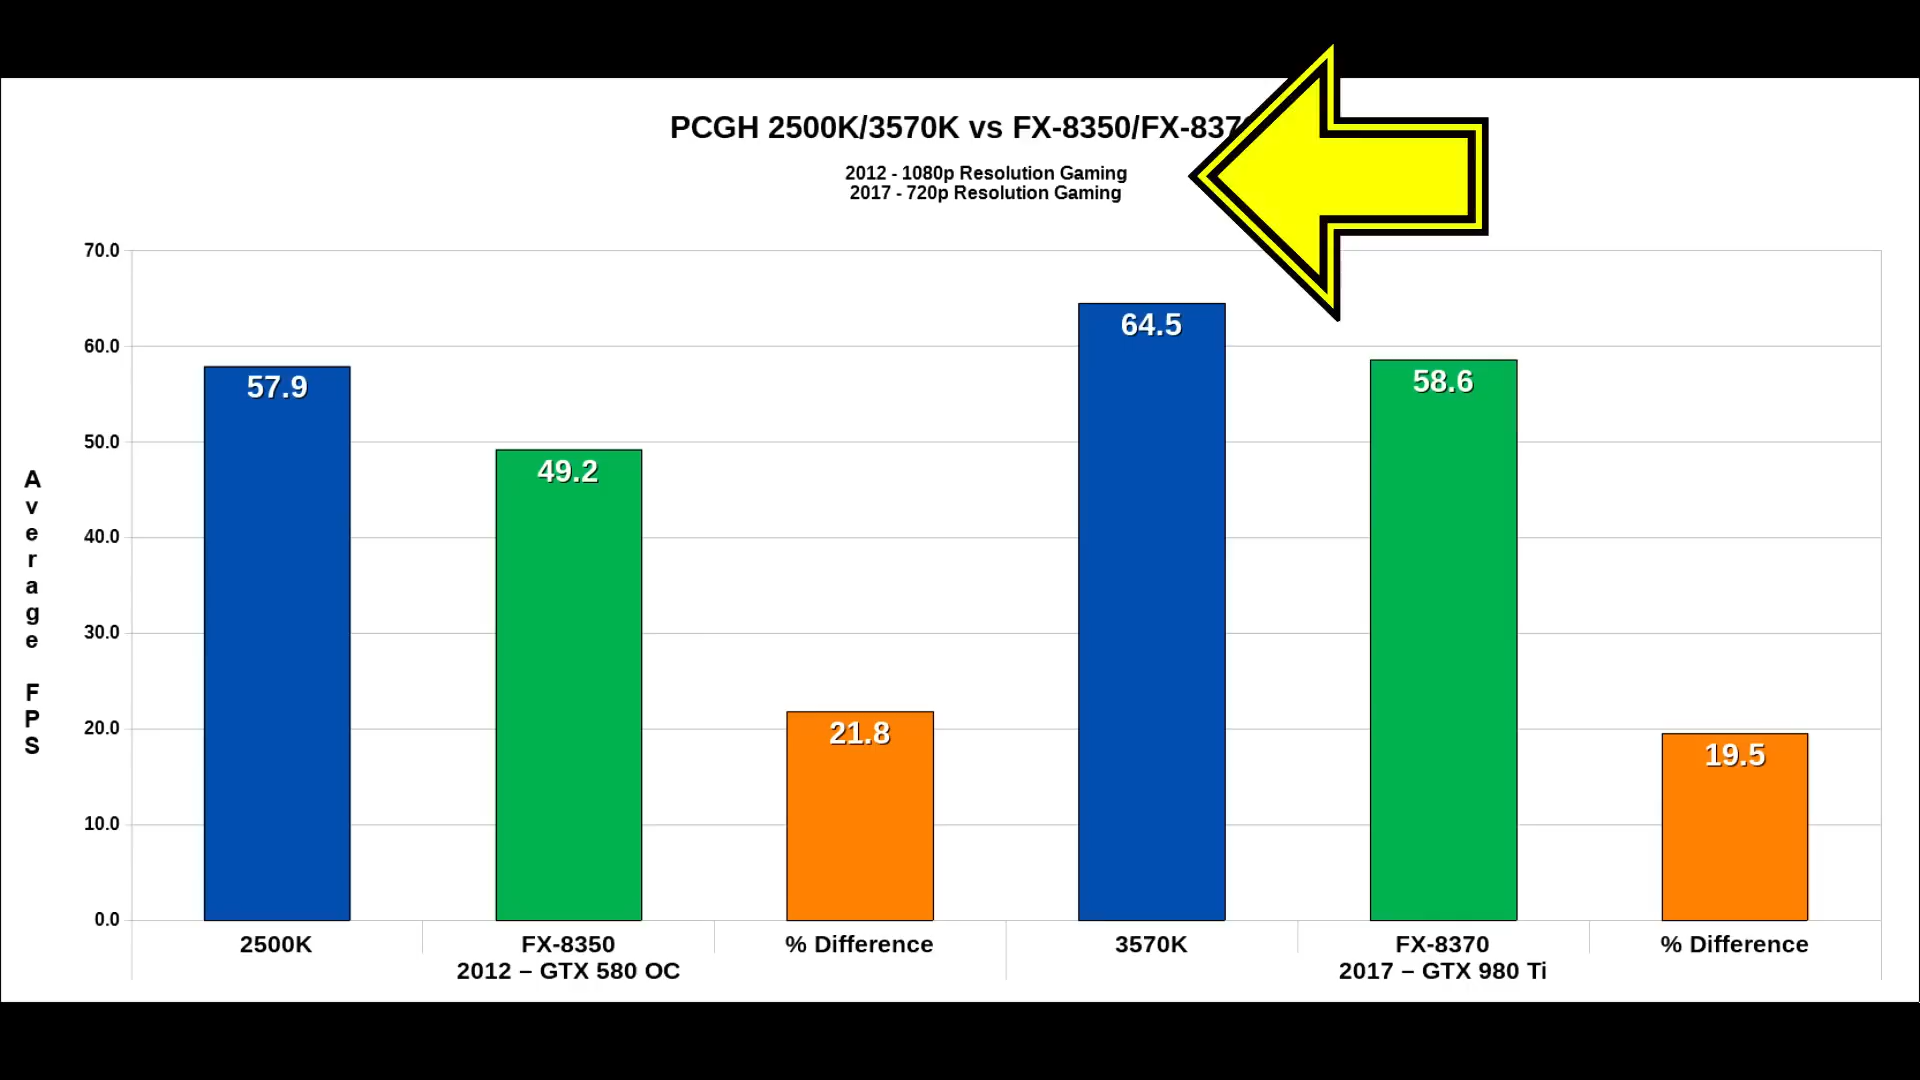 PCGH 2500K/3570K vs FX-8350/FX-837
2012 - 1080p Resolution Gaming
2017 - 720p Resolution Gaming
70.0
60.0
50.0
40.0
30.0
20.0
10.0
0.0
Average FPS
57.9
49.2
21.8
64.5
58.6
19.5
2500K
FX-8350
% Difference
3570K
FX-8370
% Difference
2012 – GTX 580 OC
2017 – GTX 980 Ti